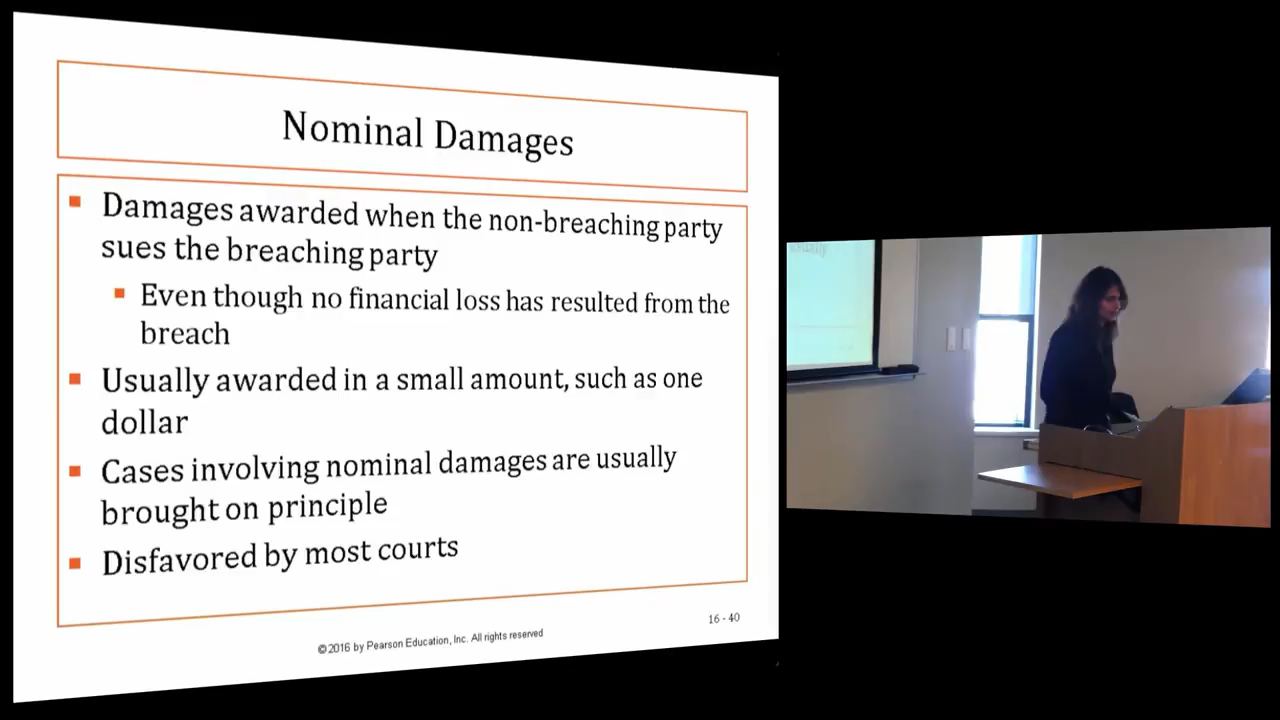 Nominal Damages
Damages awarded when the non-breaching party
sues the breaching party
Even though no financial loss has resulted from the
breach
Usually awarded in a small amount, such as one
dollar
Cases involving nominal damages are usually
brought on principle
Disfavored by most courts
16 - 40
©2016 by Pearson Education, Inc. All rights reserved